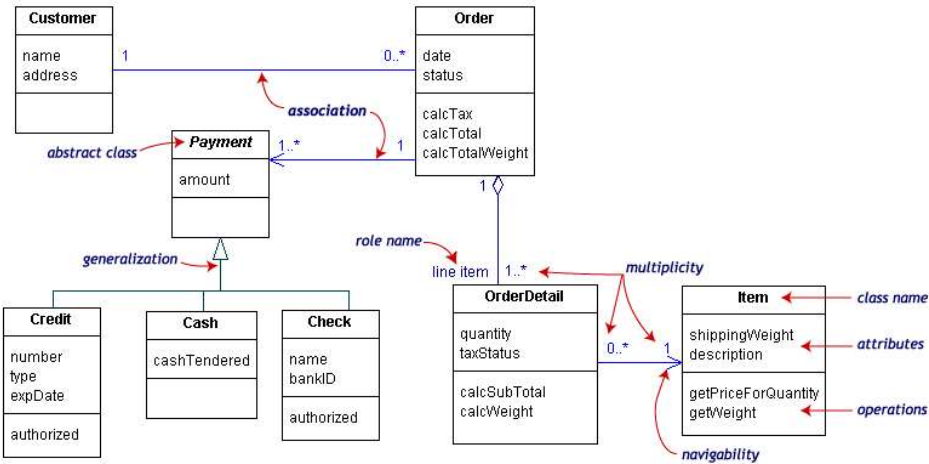 Customer
name
address
1
0..*
Order
date
status
calcTax
calcTotal
calcTotalWeight
association
abstract class
Payment
amount
1..*
1
1
generalization
role name
line item
1..*
multiplicity
Credit
number
type
expDate
authorized
Cash
cashTendered
Check
name
bankID
authorized
OrderDetail
quantity
taxStatus
calcSubTotal
calcWeight
0..*
1
Item
shippingWeight
description
getPriceForQuantity
getWeight
class name
attributes
operations
navigability